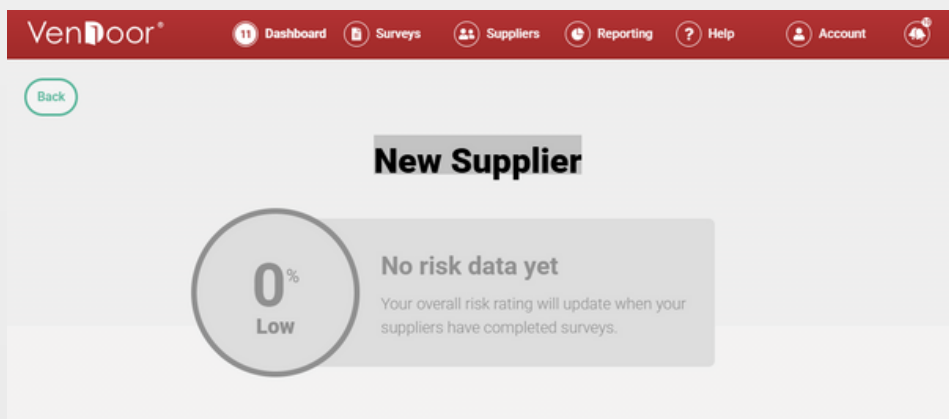 VenDoor®
11 Dashboard Surveys Suppliers Reporting ? Help Account
Back
New Supplier
0%
Low
No risk data yet
Your overall risk rating will update when your
suppliers have completed surveys.